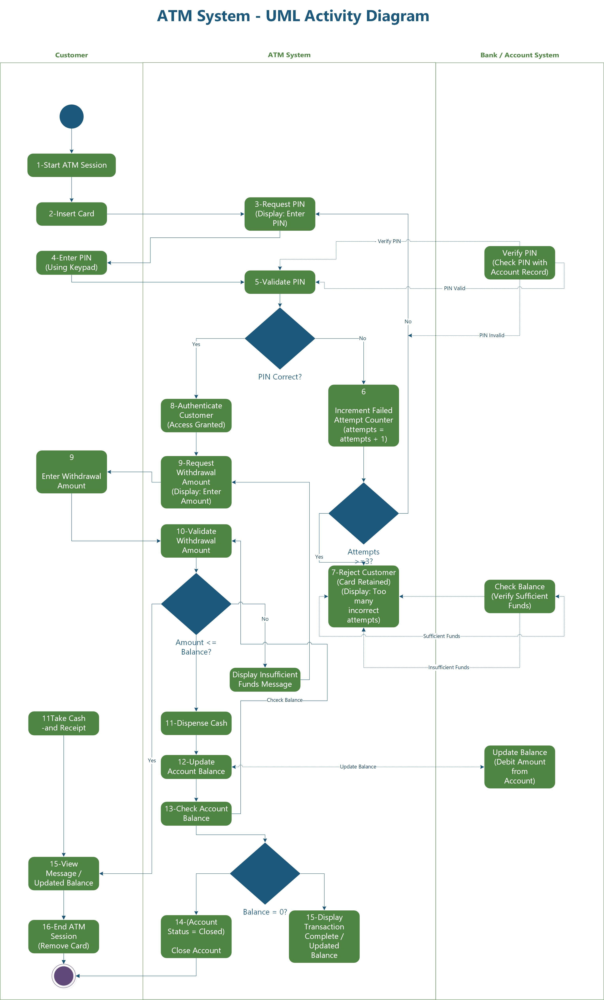 ATM System - UML Activity Diagram
Customer
ATM System
Bank / Account System
1-Start ATM Session
2-Insert Card
3-Request PIN
(Display: Enter
PIN)
- Verify PIN
4-Enter PIN
(Using Keypad)
Verify PIN
(Check PIN with
Account Record)
5-Validate PIN
PIN Valid
No
PIN Invalid
Yes
No
PIN Correct?
6
Increment Failed
Attempt Counter
(attempts =
attempts + 1)
8-Authenticate
Customer
(Access Granted)
9
Enter Withdrawal
Amount
9-Request
Withdrawal
Amount
(Display: Enter
Amount)
10-Validate
Withdrawal
Amount
Attempts
>=3?
Yes
7-Reject Customer
(Card Retained)
(Display: Too
many
incorrect
attempts)
Check Balance
(Verify Sufficient
Funds)
No
Sufficient Funds
Amount <=
Balance?
Insufficient Funds
Display Insufficient
Funds Message
Chceck Balance
11Take Cash
-and Receipt
11-Dispense Cash
Yes
12-Update
Account Balance
Update Balance
Update Balance
(Debit Amount
from
Account)
13-Check Account
Balance
15-View
Message /
Updated Balance
Balance = 0?
16-End ATM
Session
(Remove Card)
14-(Account
Status = Closed)
Close Account
15-Display
Transaction
Complete /
Updated
Balance